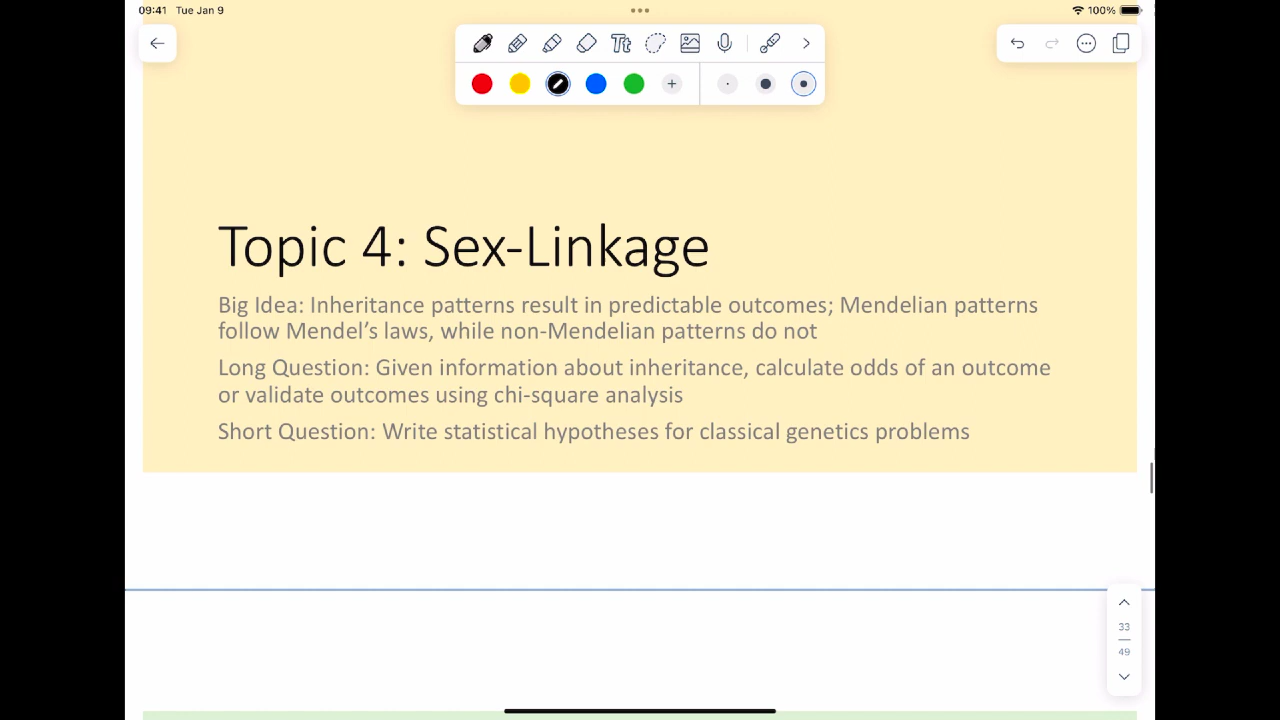 09:41 Tue Jan 9
100%
Tt
Topic 4: Sex-Linkage
Big Idea: Inheritance patterns result in predictable outcomes; Mendelian patterns
follow Mendel's laws, while non-Mendelian patterns do not
Long Question: Given information about inheritance, calculate odds of an outcome
or validate outcomes using chi-square analysis
Short Question: Write statistical hypotheses for classical genetics problems
33
49